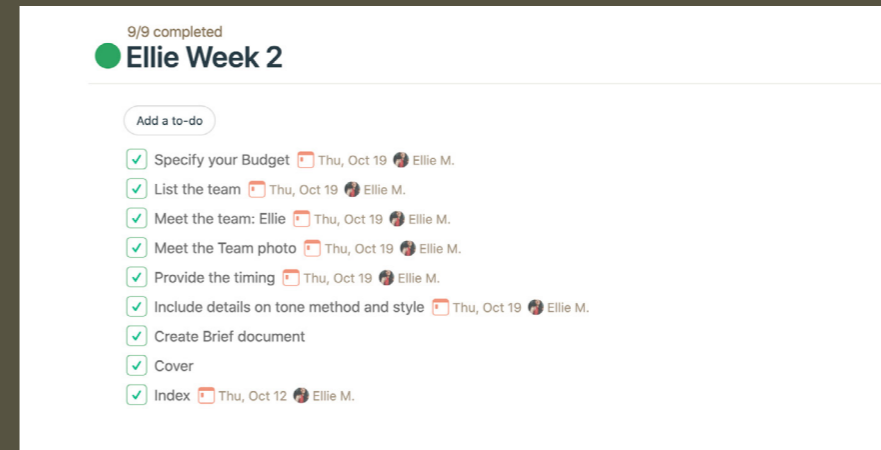 9/9 completed
Ellie Week 2
Add a to-do
Specify your Budget Thu, Oct 19 Ellie M.
List the team Thu, Oct 19 Ellie M.
Meet the team: Ellie Thu, Oct 19 Ellie M.
Meet the Team photo Thu, Oct 19 Ellie M.
Provide the timing Thu, Oct 19 Ellie M.
Include details on tone method and style Thu, Oct 19 Ellie M.
Create Brief document
Cover
Index Thu, Oct 12 Ellie M.